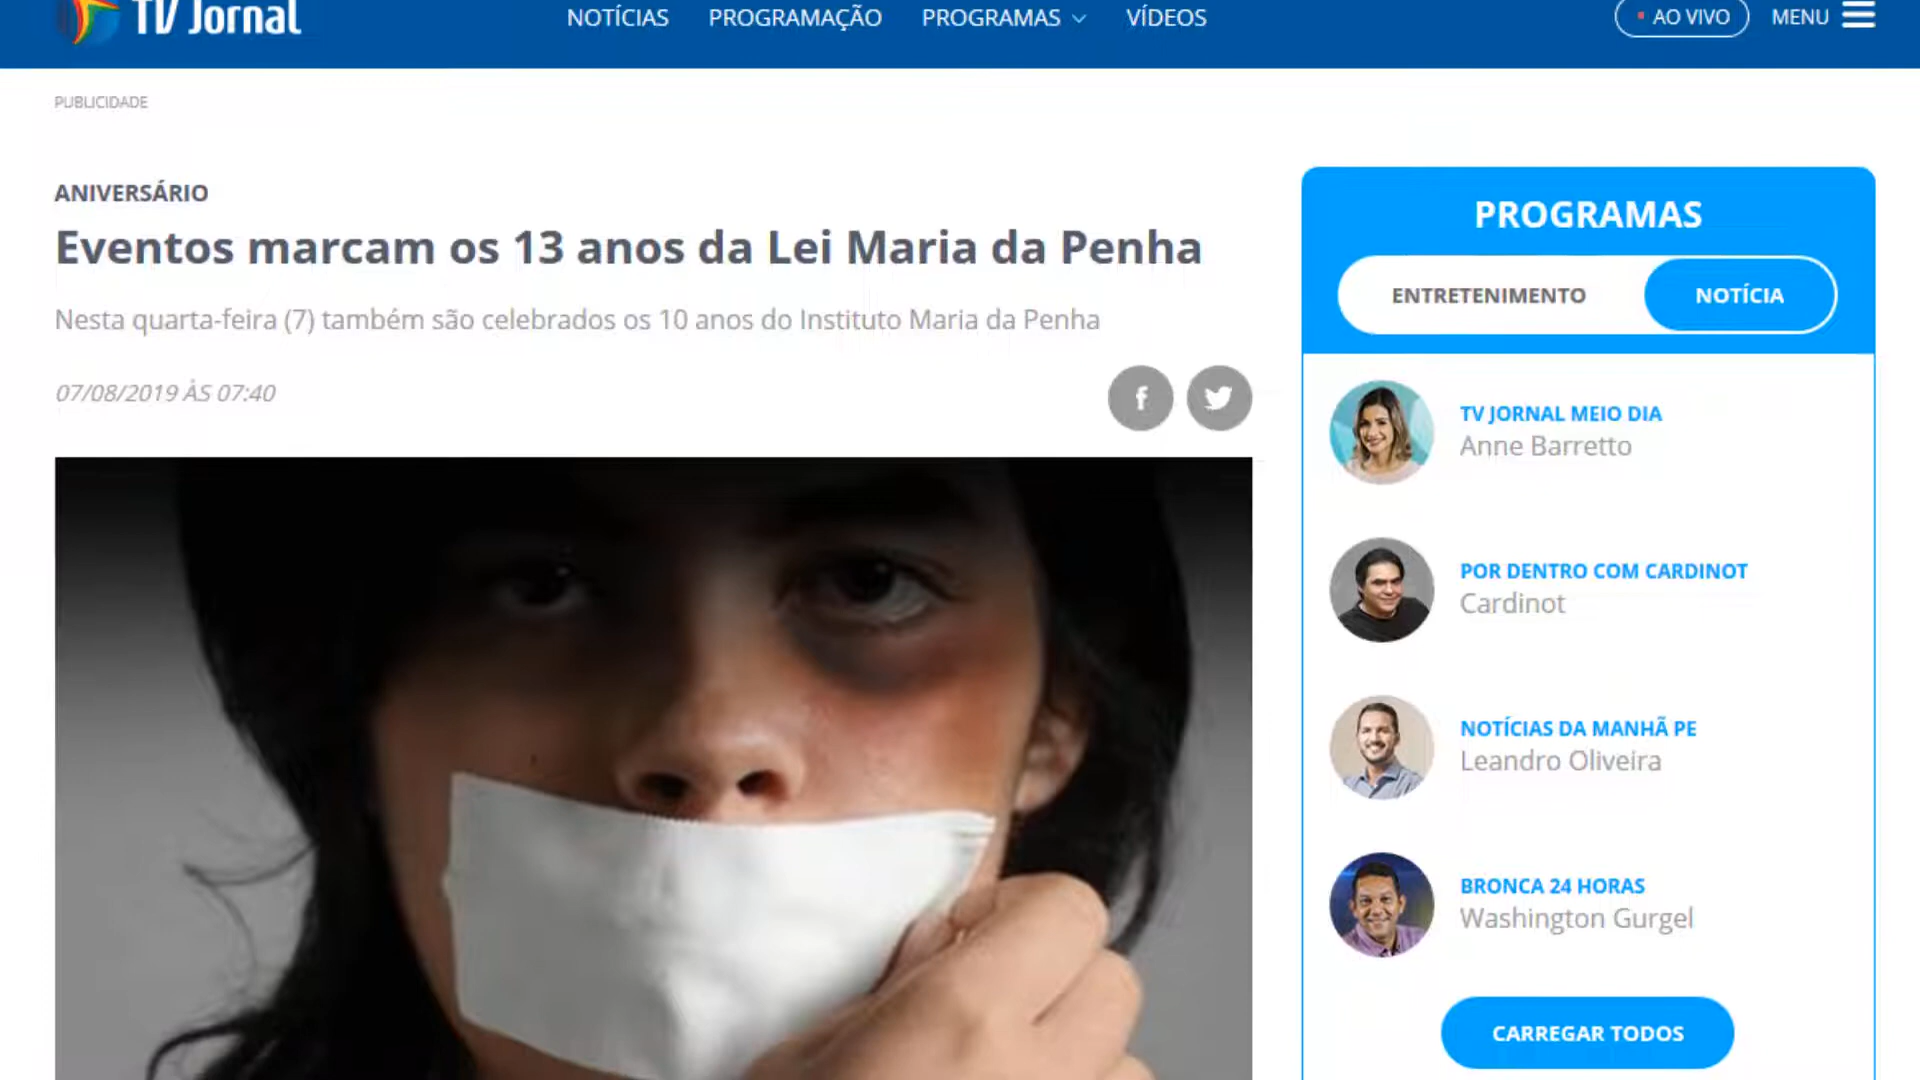 TV Jornal
NOTÍCIAS
PROGRAMAÇÃO
PROGRAMAS
VÍDEOS
AO VIVO
MENU
PUBLICIDADE
ANIVERSÁRIO
Eventos marcam os 13 anos da Lei Maria da Penha
Nesta quarta-feira (7) também são celebrados os 10 anos do Instituto Maria da Penha
07/08/2019 ÀS 07:40
PROGRAMAS
ENTRETENIMENTO
NOTÍCIA
TV JORNAL MEIO DIA
Anne Barretto
POR DENTRO COM CARDINOT
Cardinot
NOTÍCIAS DA MANHÃ PE
Leandro Oliveira
BRONCA 24 HORAS
Washington Gurgel
CARREGAR TODOS